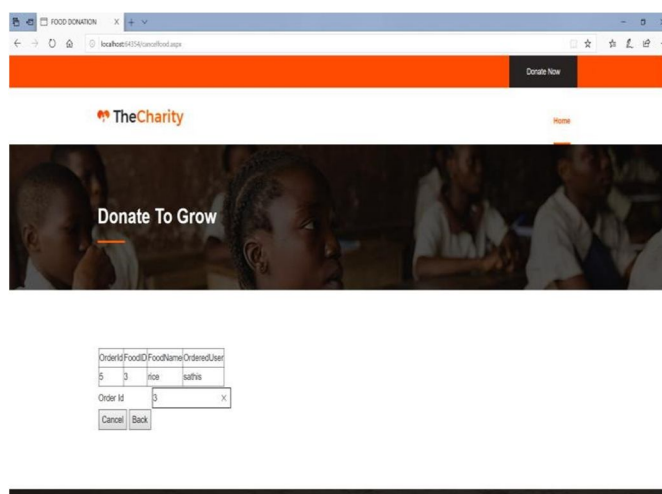 FOOD DONATION
localhost:64354/cancelfood.aspx
Donate Now
TheCharity
Home
Donate To Grow
OrderId FoodID FoodName OrderedUser
5 3 rice sathis
Order Id 3
Cancel Back